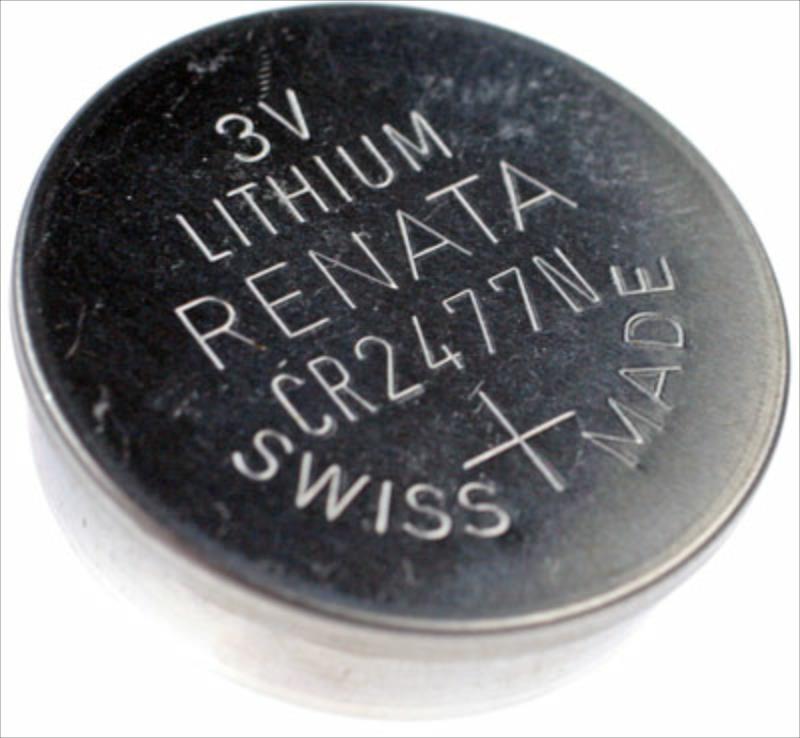 3V
LITHIUM
RENATA
CR2477N
+
SWISS MADE